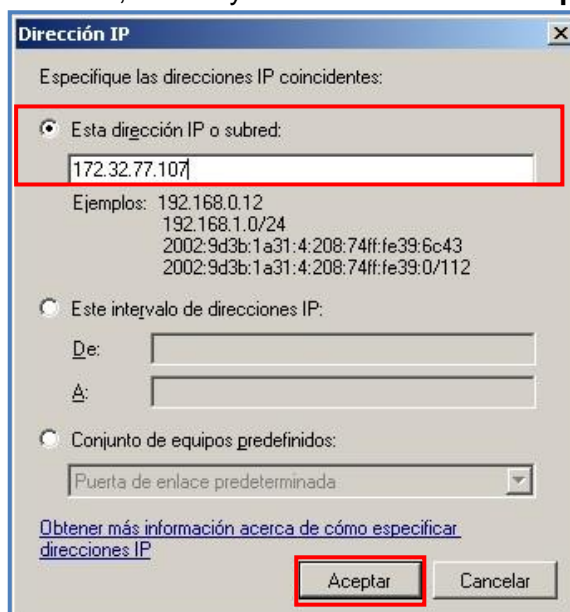 Dirección IP
Especifique las direcciones IP coincidentes:
Esta dirección IP o subred:
172.32.77.107
Ejemplos: 192.168.0.12
192.168.1.0/24
2002:9d3b:1a31:4:208:74ff:fe39:6c43
2002:9d3b:1a31:4:208:74ff:fe39:0/112
Este intervalo de direcciones IP:
De:
A:
Conjunto de equipos predefinidos:
Puerta de enlace predeterminada
Obtener más información acerca de cómo especificar
direcciones IP
Aceptar Cancelar